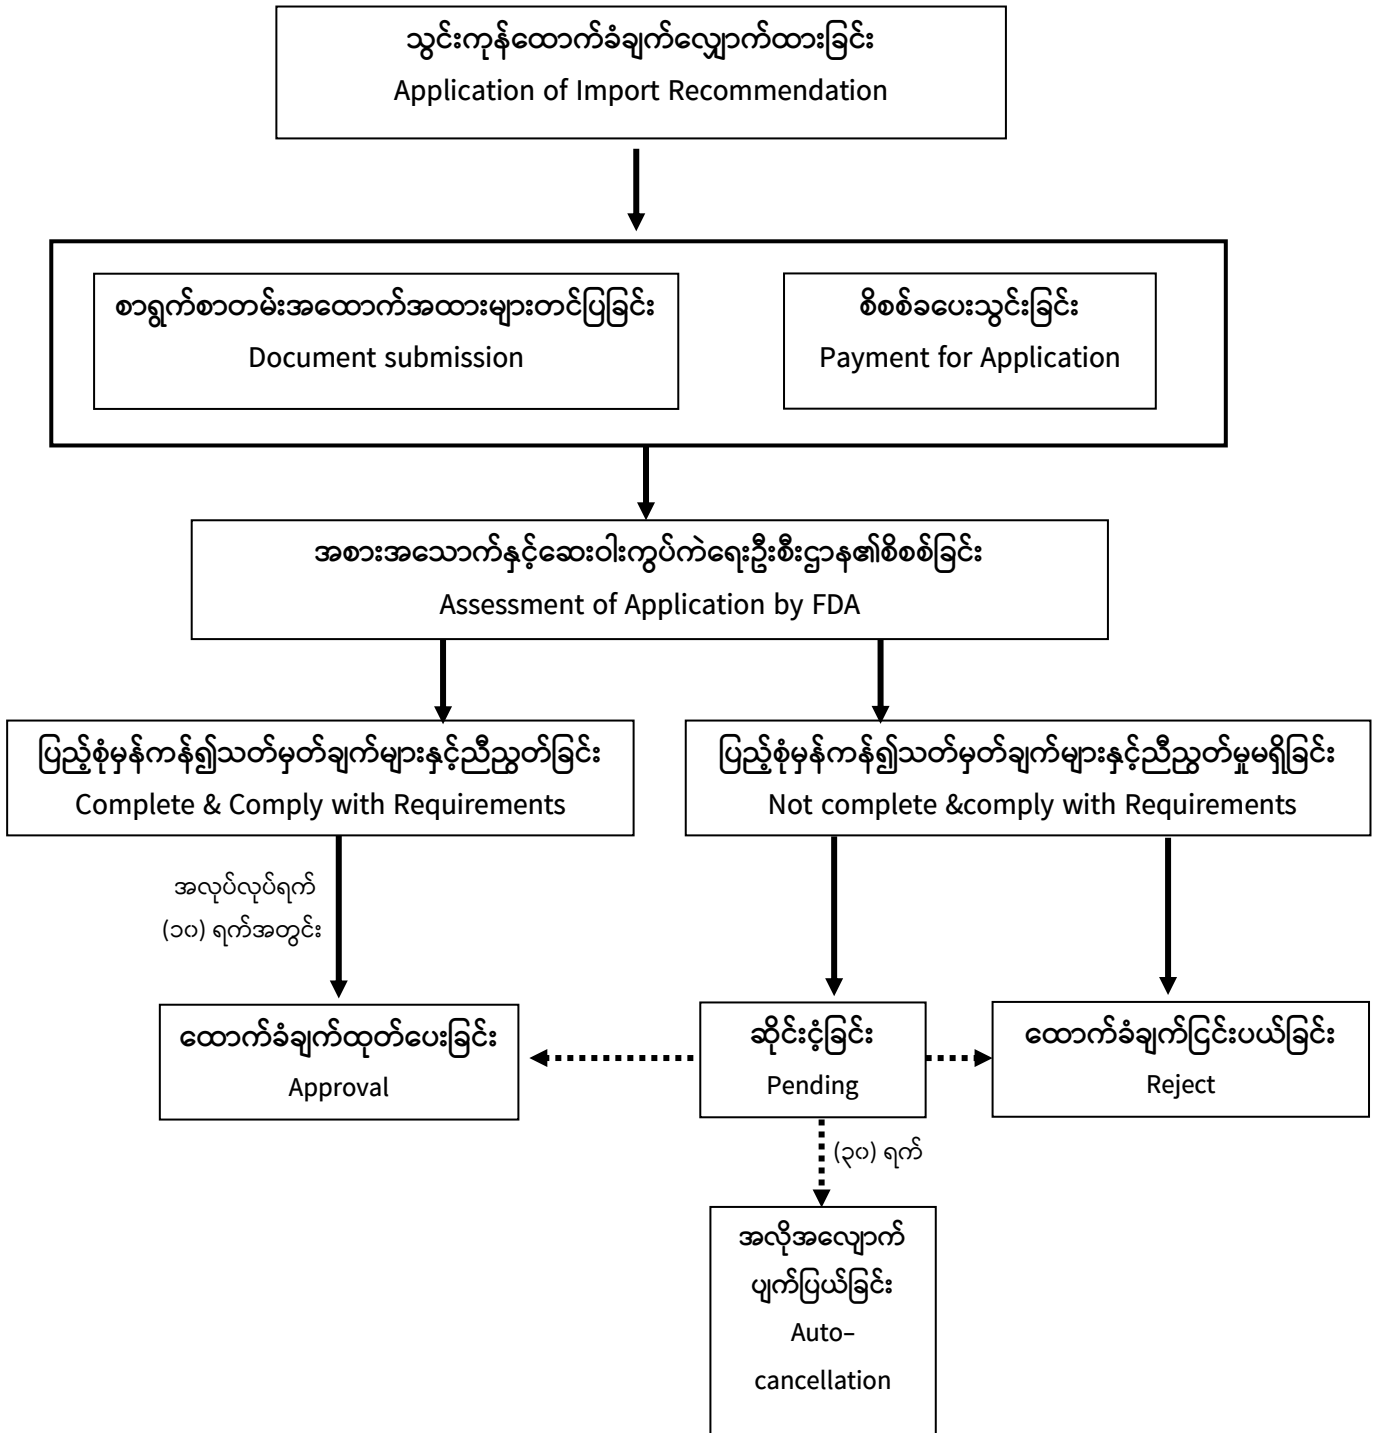 သွင်းကုန်ထောက်ခံချက်လျှောက်ထားခြင်း
Application of Import Recommendation
စာရွက်စာတမ်းအထောက်အထားများတင်ပြခြင်း
Document submission
စိစစ်ခပေးသွင်းခြင်း
Payment for Application
အစားအသောက်နှင့်ဆေးဝါးကွပ်ကဲရေးဦးစီးဌာန၏စိစစ်ခြင်း
Assessment of Application by FDA
ပြည့်စုံမှန်ကန်၍သတ်မှတ်ချက်များနှင့်ညီညွတ်ခြင်း
Complete & Comply with Requirements
ပြည့်စုံမှန်ကန်၍သတ်မှတ်ချက်များနှင့်ညီညွတ်မှုမရှိခြင်း
Not complete &comply with Requirements
အလုပ်လုပ်ရက်
(၁၀) ရက်အတွင်း
ထောက်ခံချက်ထုတ်ပေးခြင်း
Approval
ဆိုင်းငံ့ခြင်း
Pending
ထောက်ခံချက်ငြင်းပယ်ခြင်း
Reject
(၃၀) ရက်
အလိုအလျောက်
ပျက်ပြယ်ခြင်း
Auto–
cancellation